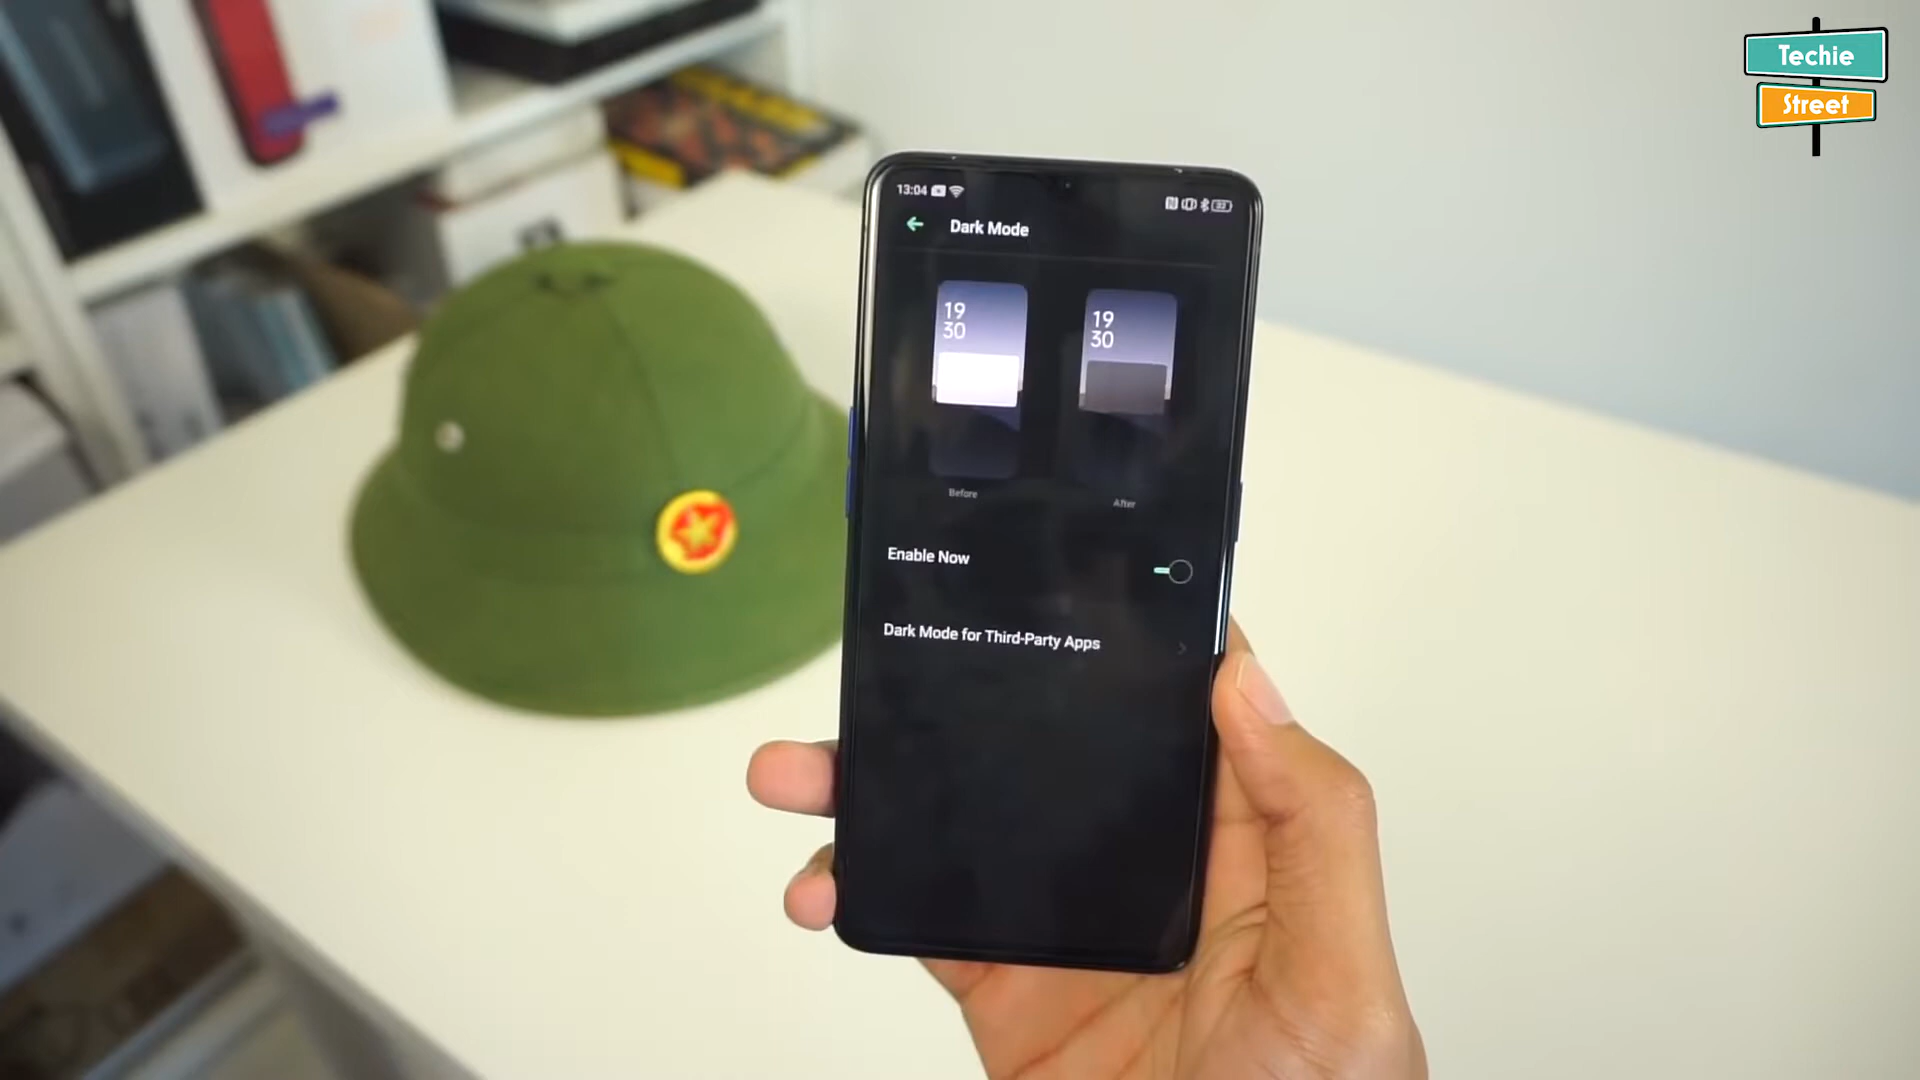 Techie
Street
13:04
Dark Mode
19
30
19
30
Before
After
Enable Now
Dark Mode for Third-Party Apps